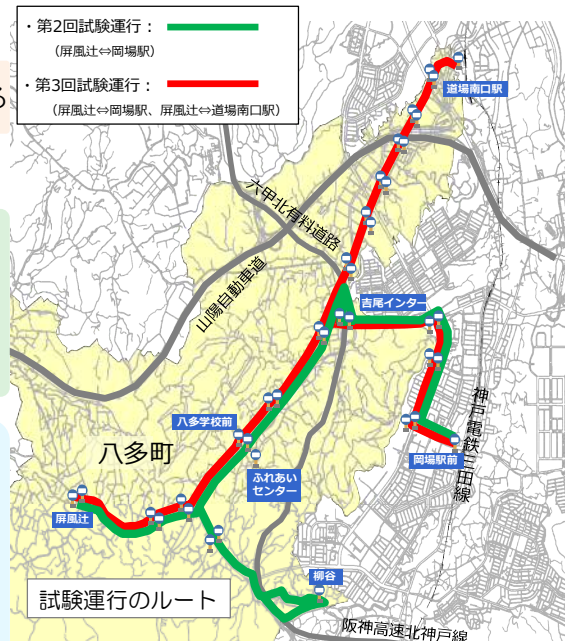 ・第2回試験運行：
（屏風辻⇔岡場駅）
・第3回試験運行：
（屏風辻⇔岡場駅、屏風辻⇔道場南口駅）
る
道場南口駅
六甲北有料道路
山陽自動車道
吉尾インター
八多学校前
八多町
ふれあい
センター
岡場駅前
神戸電鉄三田線
屏風辻
柳谷
試験運行のルート
阪神高速北神戸線